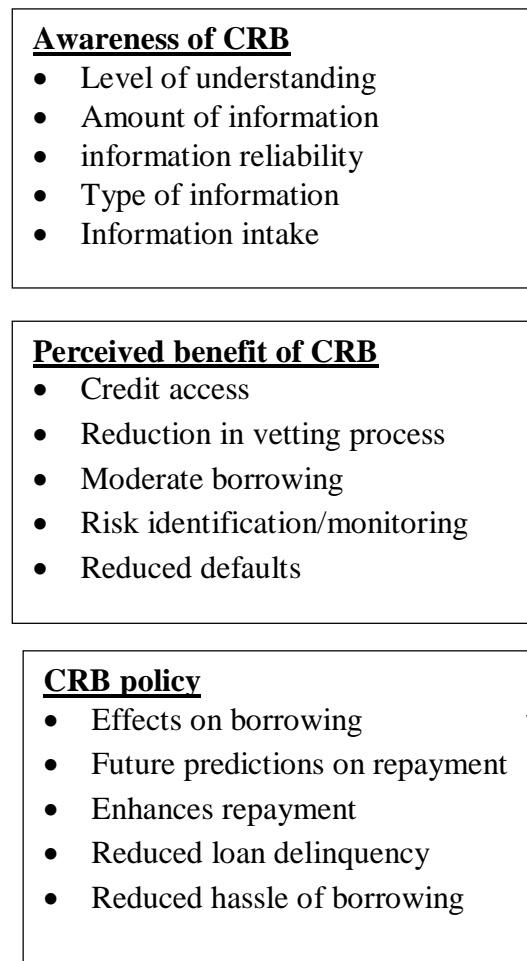 Awareness of CRB
• Level of understanding
• Amount of information
• information reliability
• Type of information
• Information intake
Perceived benefit of CRB
• Credit access
• Reduction in vetting process
• Moderate borrowing
• Risk identification/monitoring
• Reduced defaults
CRB policy
• Effects on borrowing
• Future predictions on repayment
• Enhances repayment
• Reduced loan delinquency
• Reduced hassle of borrowing